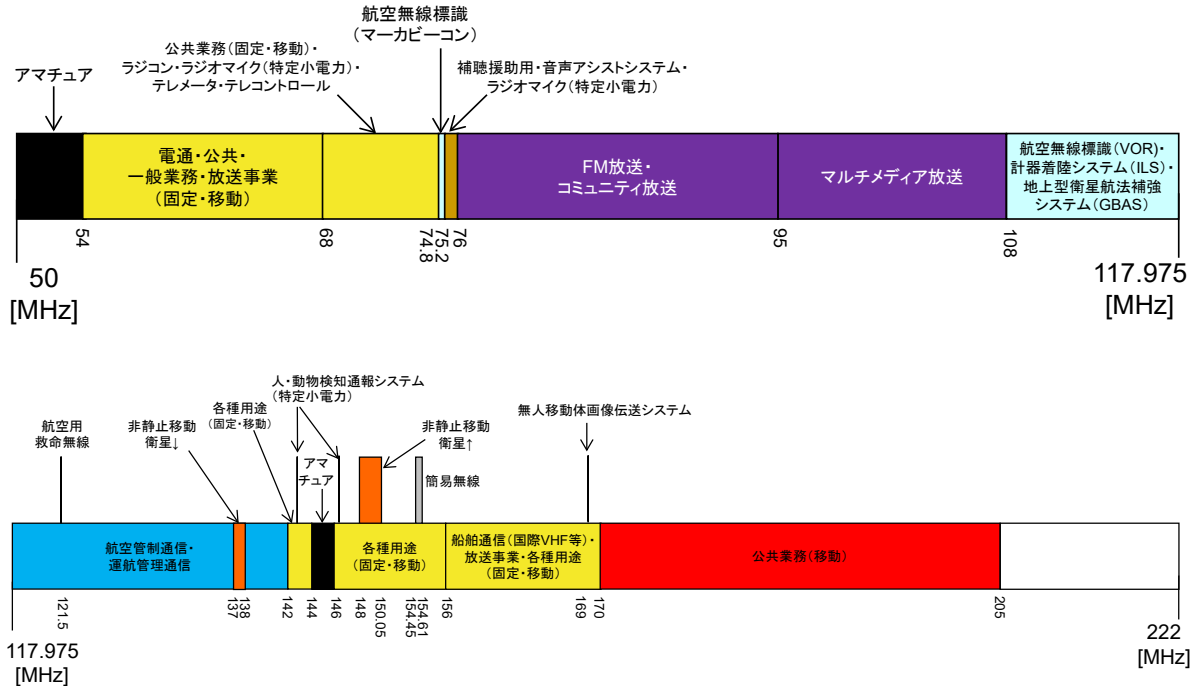 アマチュア
公共業務(固定・移動)・
ラジコン・ラジオマイク(特定小電力)・
テレメータ・テレコントロール
航空無線標識
(マーカビーコン)
補聴援助用・音声アシストシステム・
ラジオマイク(特定小電力)
電通・公共・
一般業務・放送事業
(固定・移動)
FM放送・
コミュニティ放送
マルチメディア放送
航空無線標識(VOR)・
計器着陸システム(ILS)・
地上型衛星航法補強
システム(GBAS)
54
68
74.8
75.2
76
95
108
50
[MHz]
117.975
[MHz]
航空用
救命無線
非静止移動
衛星↓
各種用途
(固定・移動)
人・動物検知通報システム
(特定小電力)
アマ
チュア
非静止移動
衛星↑
簡易無線
無人移動体画像伝送システム
航空管制通信・
運航管理通信
各種用途
(固定・移動)
船舶通信(国際VHF等)・
放送事業・各種用途
(固定・移動)
公共業務(移動)
121.5
137
138
142
144
146
148
150.05
154.45
154.61
156
169
170
205
117.975
[MHz]
222
[MHz]